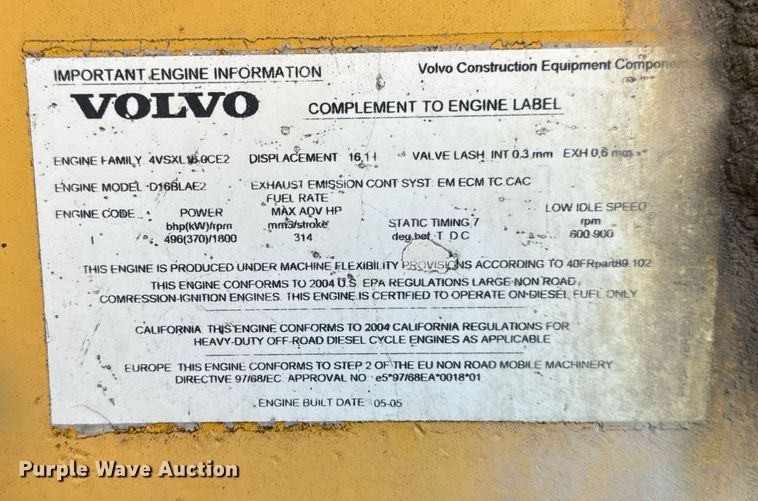 IMPORTANT ENGINE INFORMATION Volvo Construction Equipment Components
VOLVO COMPLEMENT TO ENGINE LABEL
ENGINE FAMILY 4VSXL16.0CE2 DISPLACEMENT 16,1 l VALVE LASH INT 0.3 mm EXH 0,6 mm
ENGINE MODEL D16BLAE2 EXHAUST EMISSION CONT SYST EM ECM TC CAC
FUEL RATE
ENGINE CODE POWER MAX ADV HP LOW IDLE SPEED
bhp(kW)/rpm mm3/stroke STATIC TIMING 7 rpm
I 496(370)/1800 314 deg bef T D C 600-900
THIS ENGINE IS PRODUCED UNDER MACHINE FLEXIBILITY PROVISIONS ACCORDING TO 40FRpart89.102
THIS ENGINE CONFORMS TO 2004 U.S EPA REGULATIONS LARGE NON ROAD
COMRESSION-IGNITION ENGINES. THIS ENGINE IS CERTIFIED TO OPERATE ON DIESEL FUEL ONLY
CALIFORNIA THIS ENGINE CONFORMS TO 2004 CALIFORNIA REGULATIONS FOR
HEAVY-DUTY OFF-ROAD DIESEL CYCLE ENGINES AS APPLICABLE
EUROPE THIS ENGINE CONFORMS TO STEP 2 OF THE EU NON ROAD MOBILE MACHINERY
DIRECTIVE 97/68/EC. APPROVAL NO e5*97/68EA*0018*01
ENGINE BUILT DATE 05-05
Purple Wave Auction